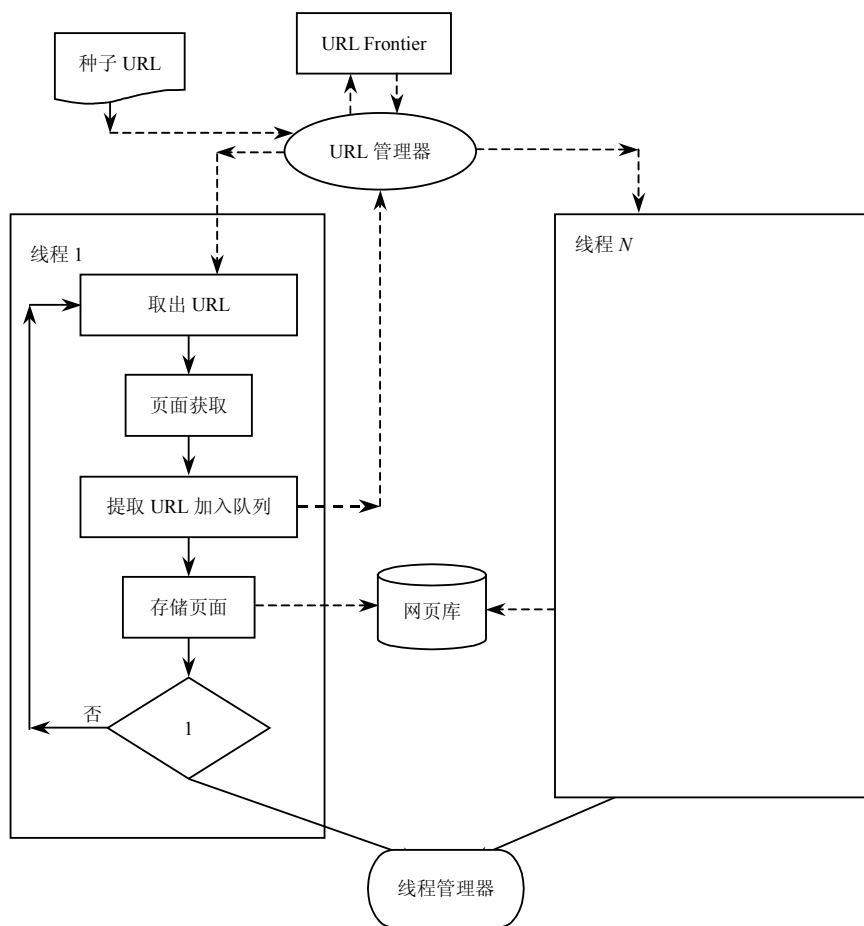 种子 URL
URL Frontier
URL 管理器
线程 1
线程 N
取出 URL
页面获取
提取 URL 加入队列
存储页面
网页库
否
1
线程管理器